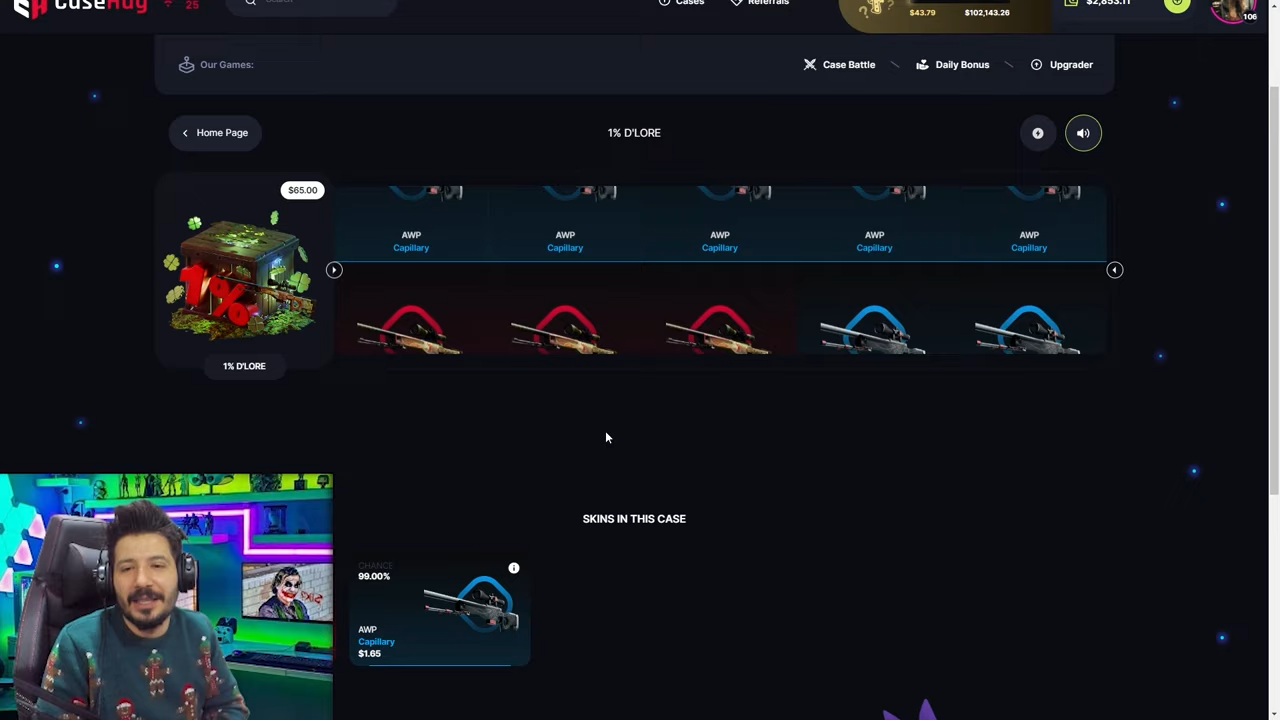 CaseHug
25
Cases
Referrals
$43.79
$102,143.26
$2,853.11
106
Our Games:
Case Battle
Daily Bonus
Upgrader
Home Page
1% D'LORE
$65.00
1%
1% D'LORE
AWP
Capillary
AWP
Capillary
AWP
Capillary
AWP
Capillary
AWP
Capillary
SKINS IN THIS CASE
CHANCE
99.00%
AWP
Capillary
$1.65